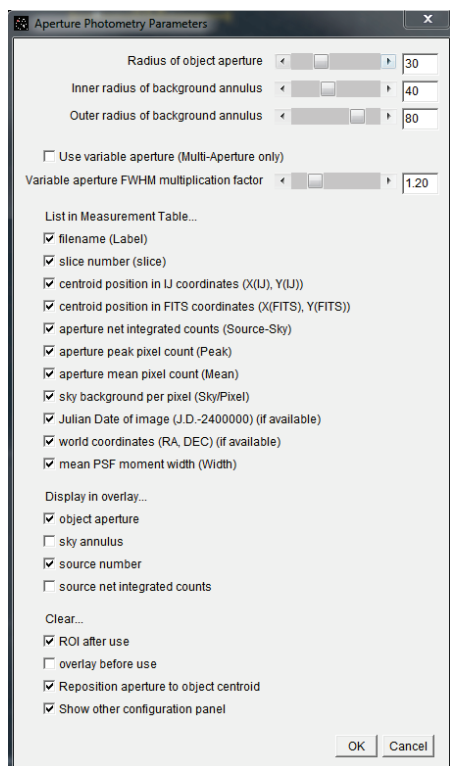 Aperture Photometry Parameters
x
Radius of object aperture 30
Inner radius of background annulus 40
Outer radius of background annulus 80
Use variable aperture (Multi-Aperture only)
Variable aperture FWHM multiplication factor 1.20
List in Measurement Table...
filename (Label)
slice number (slice)
centroid position in IJ coordinates (X(IJ), Y(IJ))
centroid position in FITS coordinates (X(FITS), Y(FITS))
aperture net integrated counts (Source-Sky)
aperture peak pixel count (Peak)
aperture mean pixel count (Mean)
sky background per pixel (Sky/Pixel)
Julian Date of image (J.D.-2400000) (if available)
world coordinates (RA, DEC) (if available)
mean PSF moment width (Width)
Display in overlay...
object aperture
sky annulus
source number
source net integrated counts
Clear...
ROI after use
overlay before use
Reposition aperture to object centroid
Show other configuration panel
OK Cancel